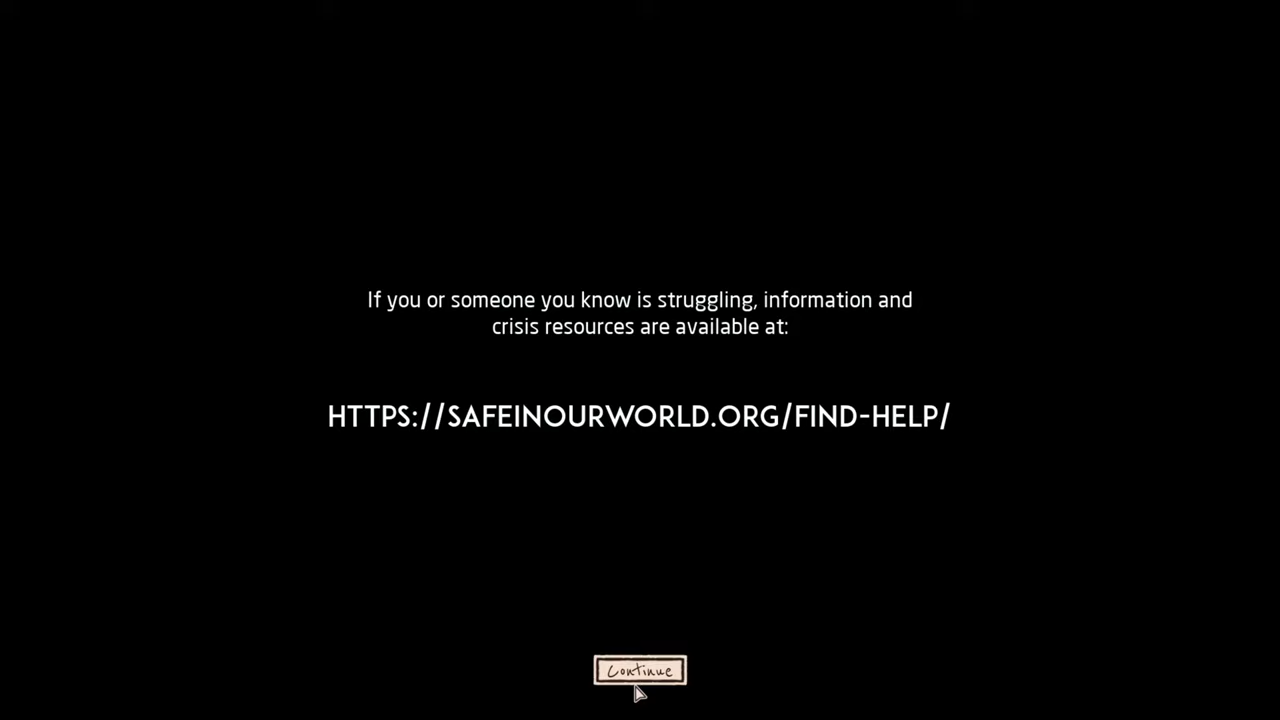 If you or someone you know is struggling, information and
crisis resources are available at:
HTTPS://SAFEINOURWORLD.ORG/FIND-HELP/
Continue